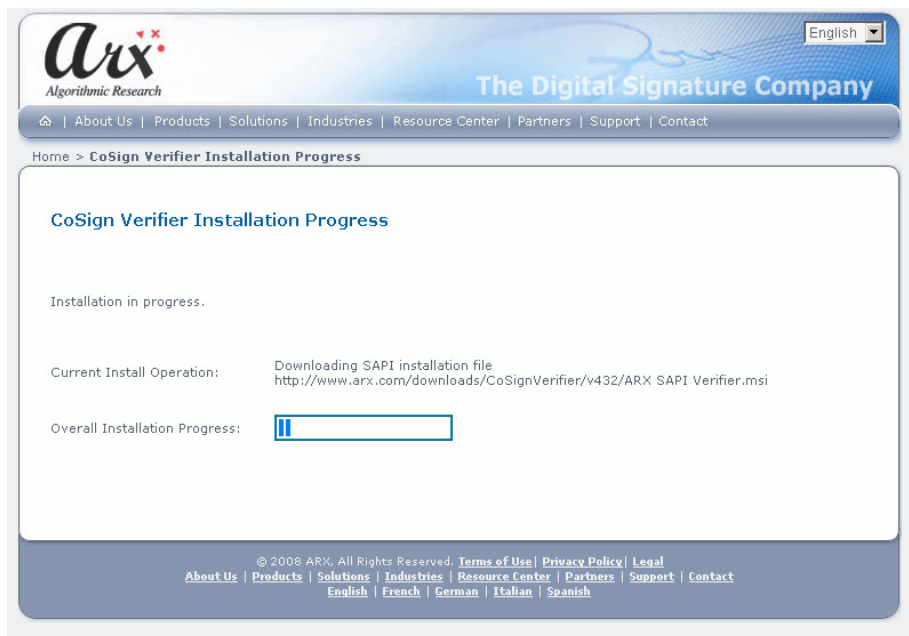 arx
Algorithmic Research
English
The Digital Signature Company
| About Us | Products | Solutions | Industries | Resource Center | Partners | Support | Contact
Home > CoSign Verifier Installation Progress
CoSign Verifier Installation Progress
Installation in progress.
Current Install Operation:
Downloading SAPI installation file
http://www.arx.com/downloads/CoSignVerifier/v432/ARX SAPI Verifier.msi
Overall Installation Progress:
© 2008 ARX, All Rights Reserved. Terms of Use| Privacy Policy| Legal
About Us | Products | Solutions | Industries | Resource Center | Partners | Support | Contact
English | French | German | Italian | Spanish